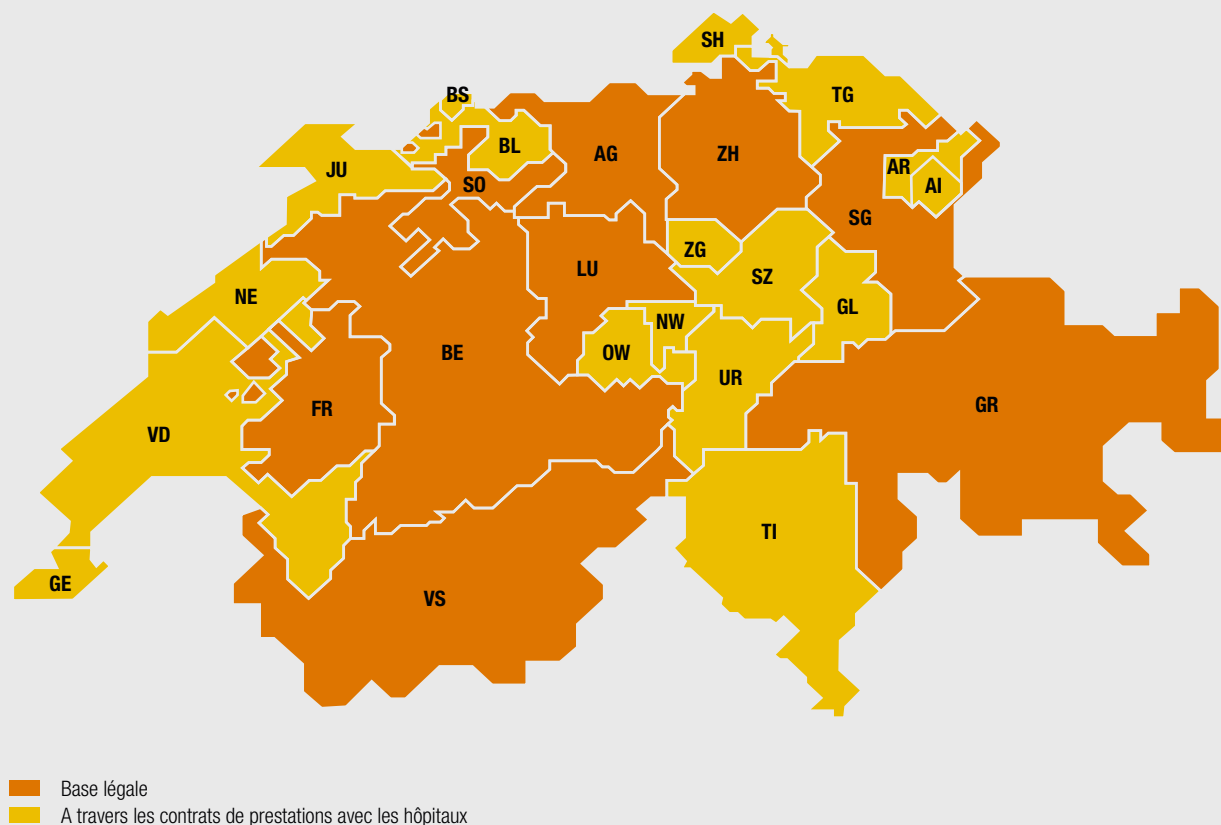 SH
BS
TG
BL
AG
ZH
JU
AR
AI
SO
SG
ZG
LU
SZ
NE
GL
NW
OW
BE
UR
FR
GR
VD
TI
GE
VS
Base légale
A travers les contrats de prestations avec les hôpitaux